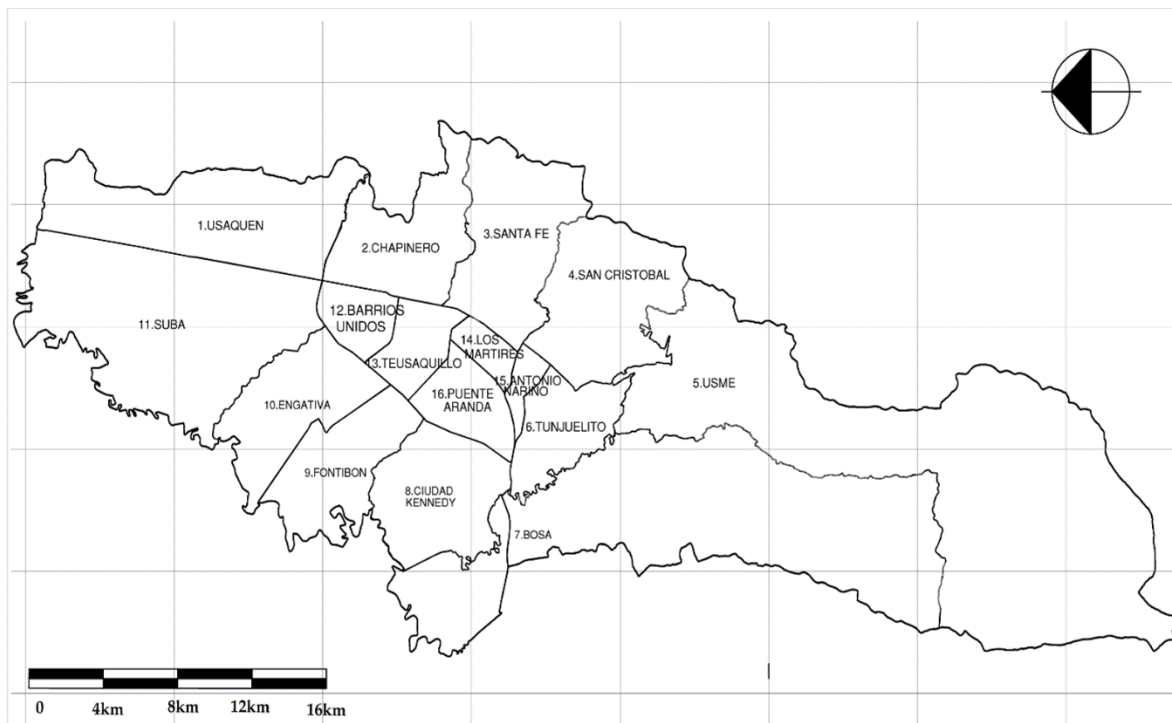 1.USAQUEN
2.CHAPINERO
3.SANTA FE
4.SAN CRISTOBAL
11.SUBA
12.BARRIOS
UNIDOS
14.LOS
MARTIRES
13.TEUSAQUILLO
15.ANTONIO
NARIÑO
5.USME
16.PUENTE
ARANDA
10.ENGATIVA
6.TUNJUELITO
9.FONTIBON
8.CIUDAD
KENNEDY
7.BOSA
0 4km 8km 12km 16km